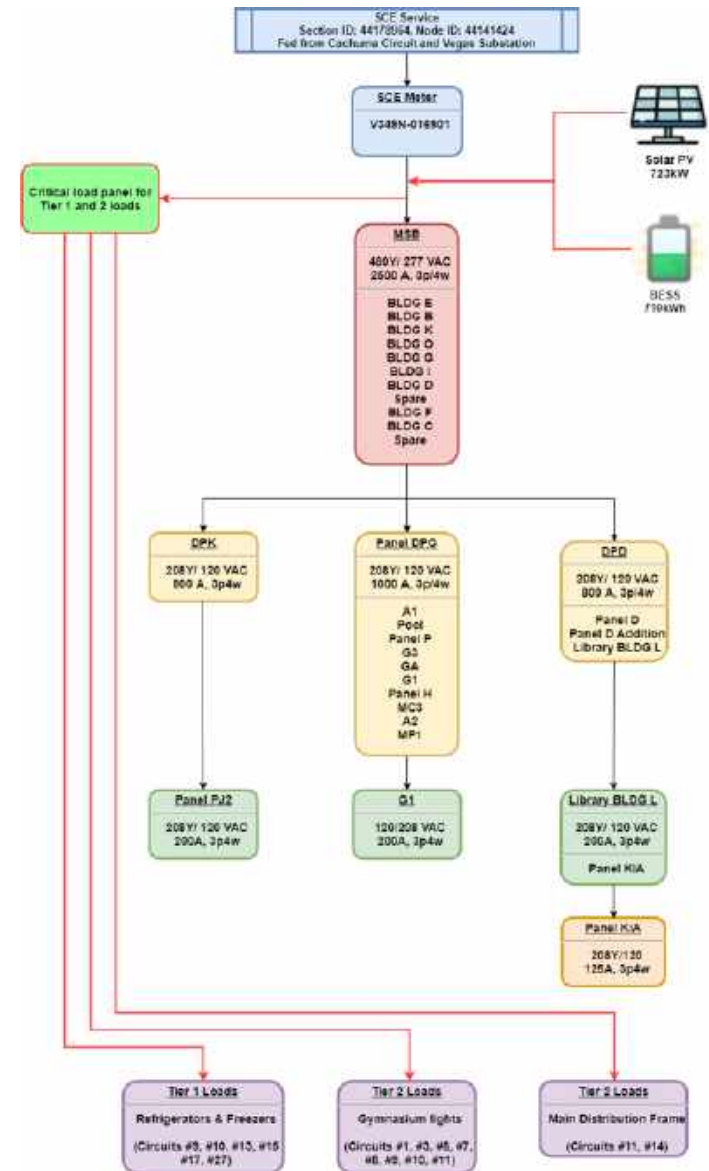 SCE Service
Section ID: 44178964, Node ID: 44141424
Fed from Cachuma Circuit and Vegas Substation
SCE Meter
V349N-016901
Solar PV
723kW
Critical load panel for
Tier 1 and 2 loads
MSB
480Y/ 277 VAC
2500 A, 3p/4w
BLDG E
BLDG B
BLDG K
BLDG O
BLDG G
BLDG I
BLDG D
Spare
BLDG F
BLDG C
Spare
BESS
719kWh
DPK
208Y/ 120 VAC
800 A, 3p4w
Panel DPG
208Y/ 120 VAC
1000 A, 3p/4w
A1
Pool
Panel P
G3
GA
G1
Panel H
MC3
A2
MP1
DPD
208Y/ 120 VAC
800 A, 3p/4w
Panel D
Panel D Addition
Library BLDG L
Panel PJ2
208Y/ 120 VAC
200A, 3p4w
G1
120/208 VAC
200A, 3p4w
Library BLDG L
208Y/ 120 VAC
200A, 3p4w
Panel KIA
Panel KIA
208Y/120
125A, 3p4w
Tier 1 Loads
Refrigerators & Freezers
(Circuits #9, #10, #13, #15
#17, #27)
Tier 2 Loads
Gymnasium lights
(Circuits #1, #3, #7,
#8, #9, #10, #11)
Tier 2 Loads
Main Distribution Frame
(Circuits #11, #14)